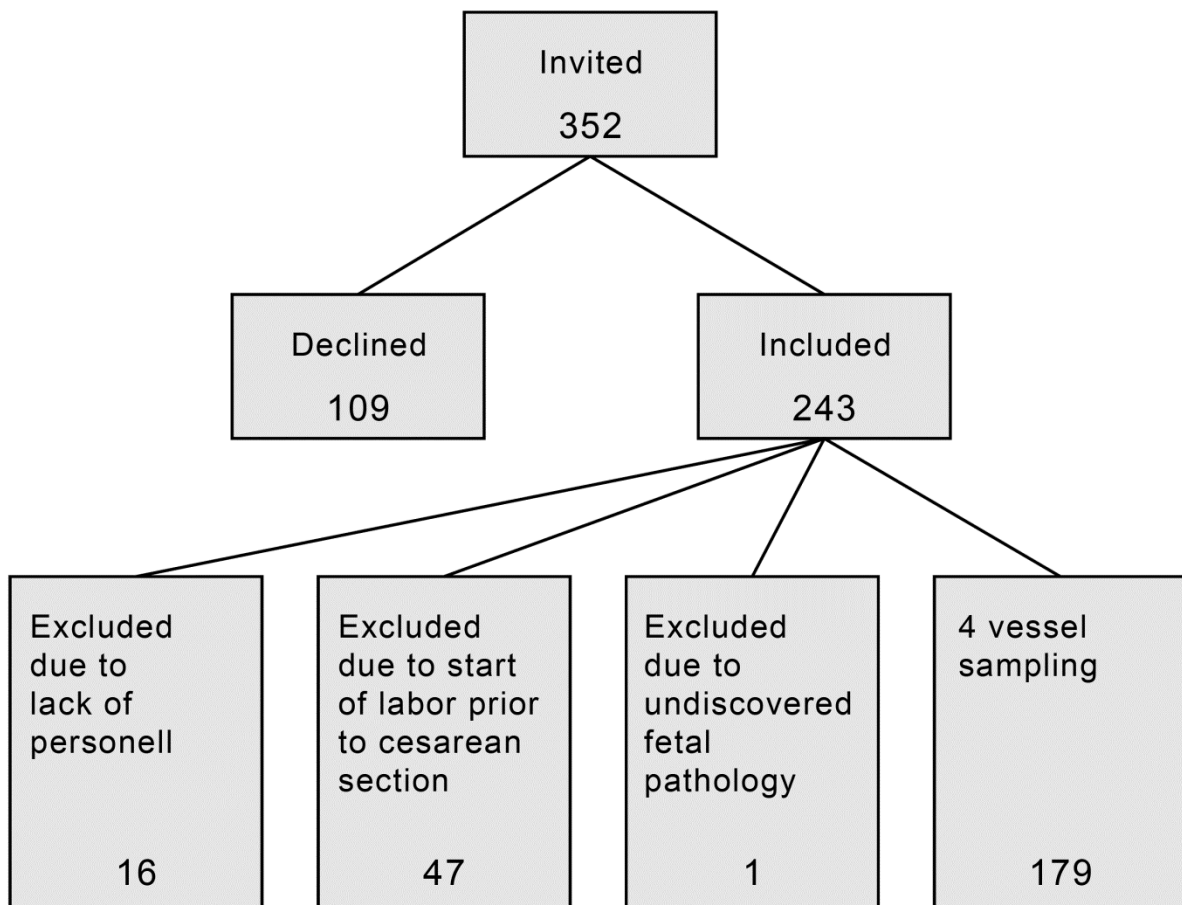 Invited
352
Declined
109
Included
243
Excluded
due to
lack of
personell
16
Excluded
due to start
of labor prior
to cesarean
section
47
Excluded
due to
undiscovered
fetal
pathology
1
4 vessel
sampling
179